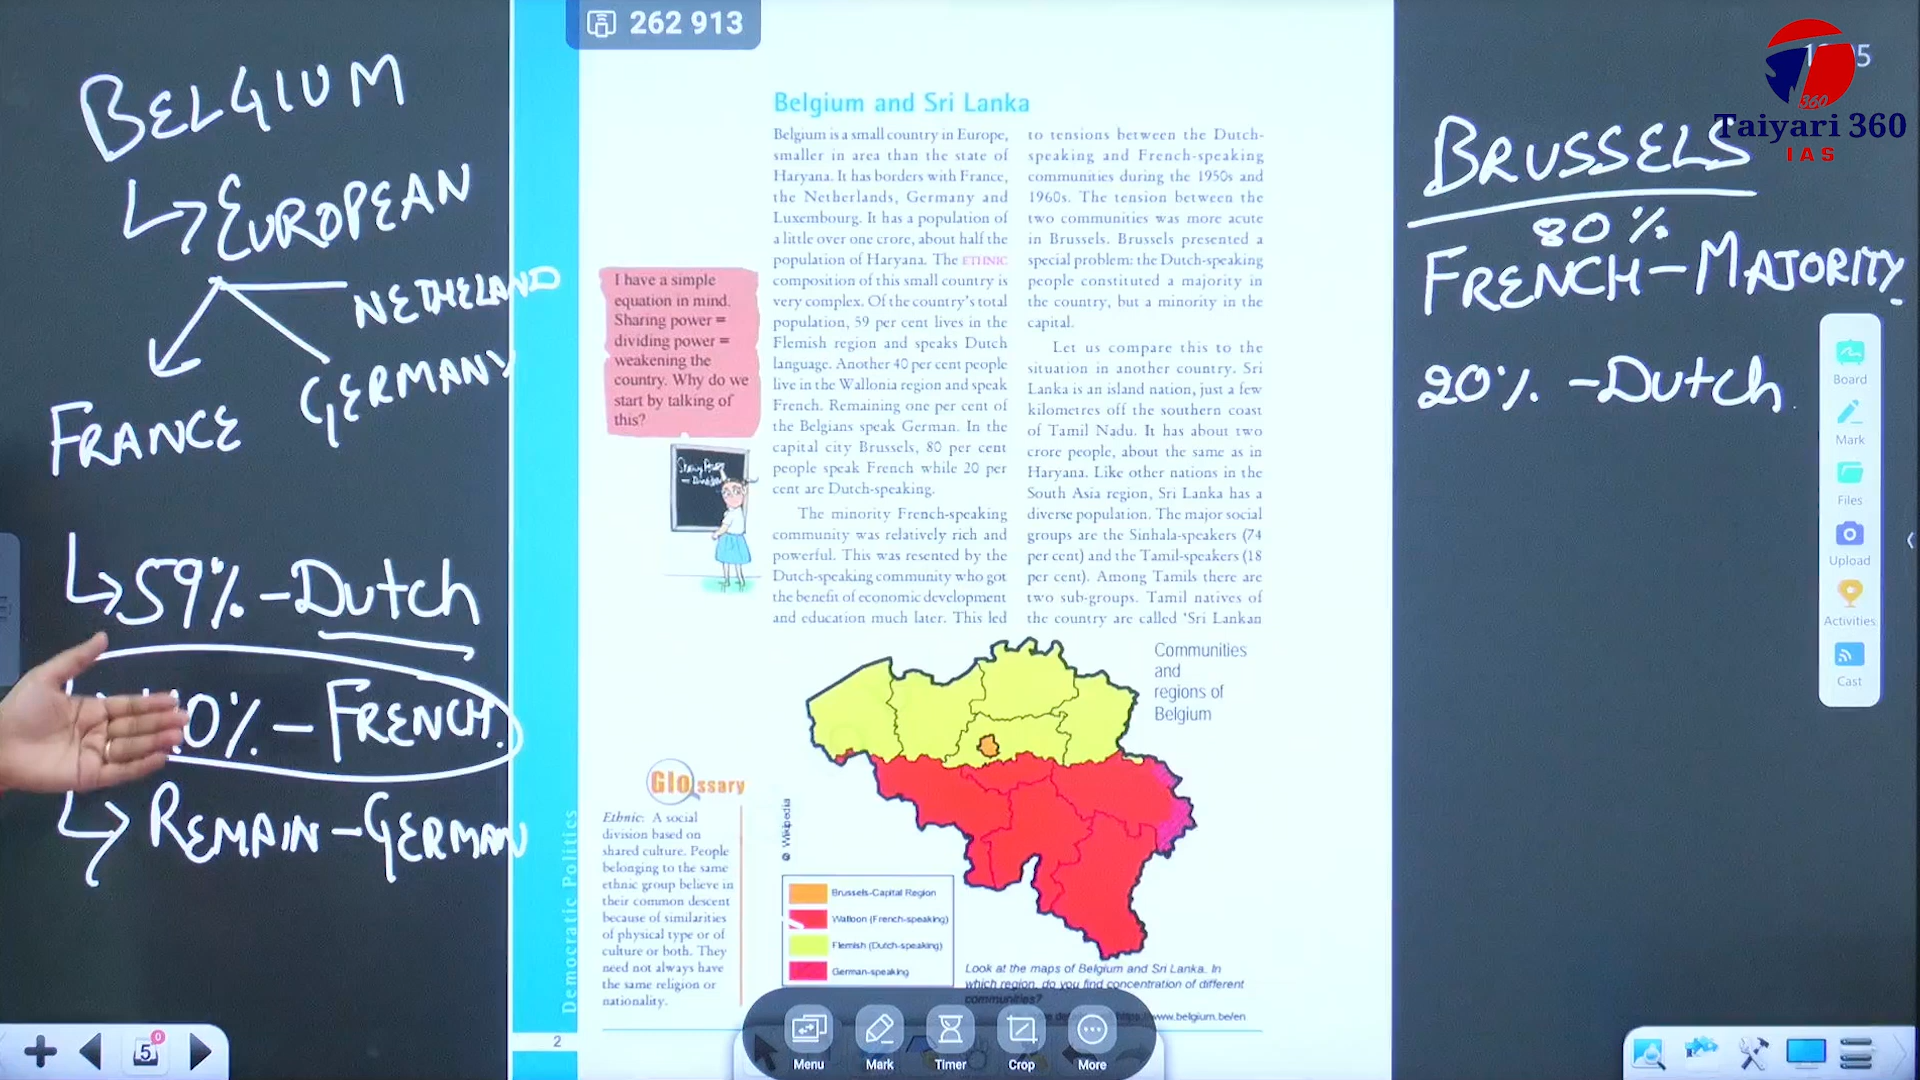 262 913
BELGIUM
EUROPEAN
NETHELAND
GERMANY
FRANCE
59% - Dutch
40% - FRENCH.
REMAIN - GERMAN
Belgium and Sri Lanka
Belgium is a small country in Europe,
smaller in area than the state of
Haryana. It has borders with France,
the Netherlands, Germany and
Luxembourg. It has a population of
a little over one crore, about half the
population of Haryana. The ETHNIC
composition of this small country is
very complex. Of the country's total
population, 59 per cent lives in the
Flemish region and speaks Dutch
language. Another 40 per cent people
live in the Wallonia region and speak
French. Remaining one per cent of
the Belgians speak German. In the
capital city Brussels, 80 per cent
people speak French while 20 per
cent are Dutch-speaking.
The minority French-speaking
community was relatively rich and
powerful. This was resented by the
Dutch-speaking community who got
the benefit of economic development
and education much later. This led
to tensions between the Dutch-
speaking and French-speaking
communities during the 1950s and
1960s. The tension between the
two communities was more acute
in Brussels. Brussels presented a
special problem: the Dutch-speaking
people constituted a majority in
the country, but a minority in the
capital.
Let us compare this to the
situation in another country. Sri
Lanka is an island nation, just a few
kilometres off the southern coast
of Tamil Nadu. It has about two
crore people, about the same as in
Haryana. Like other nations in the
South Asia region, Sri Lanka has a
diverse population. The major social
groups are the Sinhala-speakers (74
per cent) and the Tamil-speakers (18
per cent). Among Tamils there are
two sub-groups. Tamil natives of
the country are called 'Sri Lankan
I have a simple
equation in mind.
Sharing power =
dividing power =
weakening the
country. Why do we
start by talking of
this?
Communities
and
regions of
Belgium
Glossary
Ethnic: A social
division based on
shared culture. People
belonging to the same
ethnic group believe in
their common descent
because of similarities
of physical type or of
culture or both. They
need not always have
the same religion or
nationality.
© Wikipedia
Brussels-Capital Region
Walloon (French-speaking)
Flemish (Dutch-speaking)
German-speaking
Look at the maps of Belgium and Sri Lanka. In
which region, do you find concentration of different
communities?
www.belgium.be/en
Democratic Politics
2
Taiyari 360
IAS
360
BRUSSELS
80%
FRENCH - MAJORITY.
20% - Dutch.
Board
Mark
Files
Upload
Activities
Cast
Menu
Mark
Timer
Crop
More
5
0